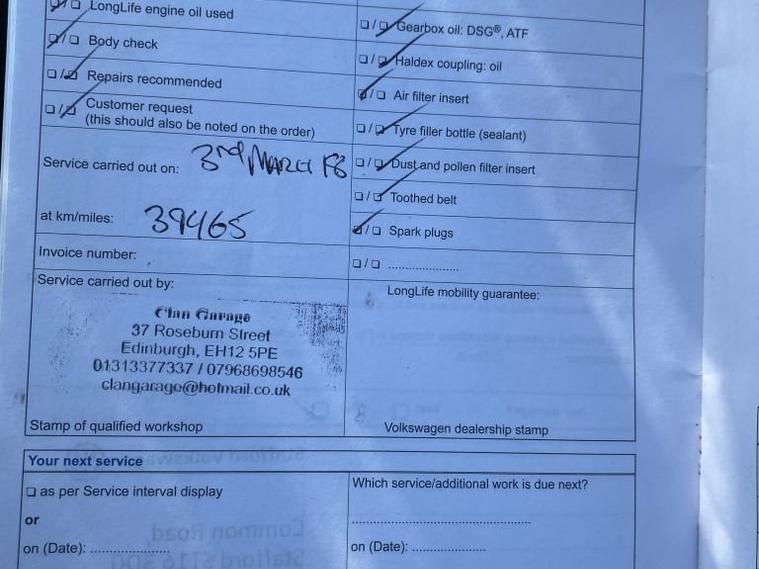 LongLife engine oil used
Body check
Repairs recommended
Customer request
(this should also be noted on the order)
Gearbox oil: DSG®, ATF
Haldex coupling: oil
Air filter insert
Tyre filler bottle (sealant)
Dust and pollen filter insert
Toothed belt
Spark plugs
....................
Service carried out on: 3rd MARCH 18
at km/miles: 39465
Invoice number:
Service carried out by:
Clan Garage
37 Roseburn Street
Edinburgh, EH12 5PE
01313377337 / 07968698546
clangarage@hotmail.co.uk
Stamp of qualified workshop
LongLife mobility guarantee:
Volkswagen dealership stamp
Your next service
as per Service interval display
or
on (Date): ....................
Which service/additional work is due next?
..................................................
on (Date): ....................